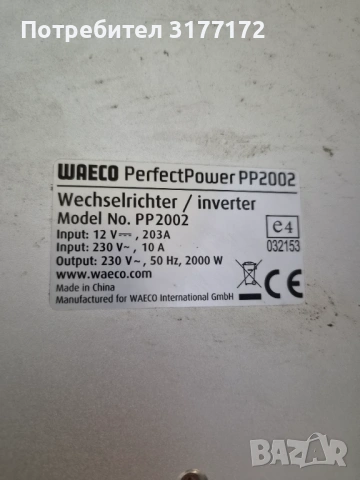 Потребител 3177172
WAECO PerfectPower PP2002
Wechselrichter / inverter
Model No. PP2002
Input: 12 V⎓, 203A
Input: 230 V~, 10 A
Output: 230 V~, 50 Hz, 2000 W
www.waeco.com
Made in China
Manufactured for WAECO International GmbH
e4
032153
CE
BAZAR